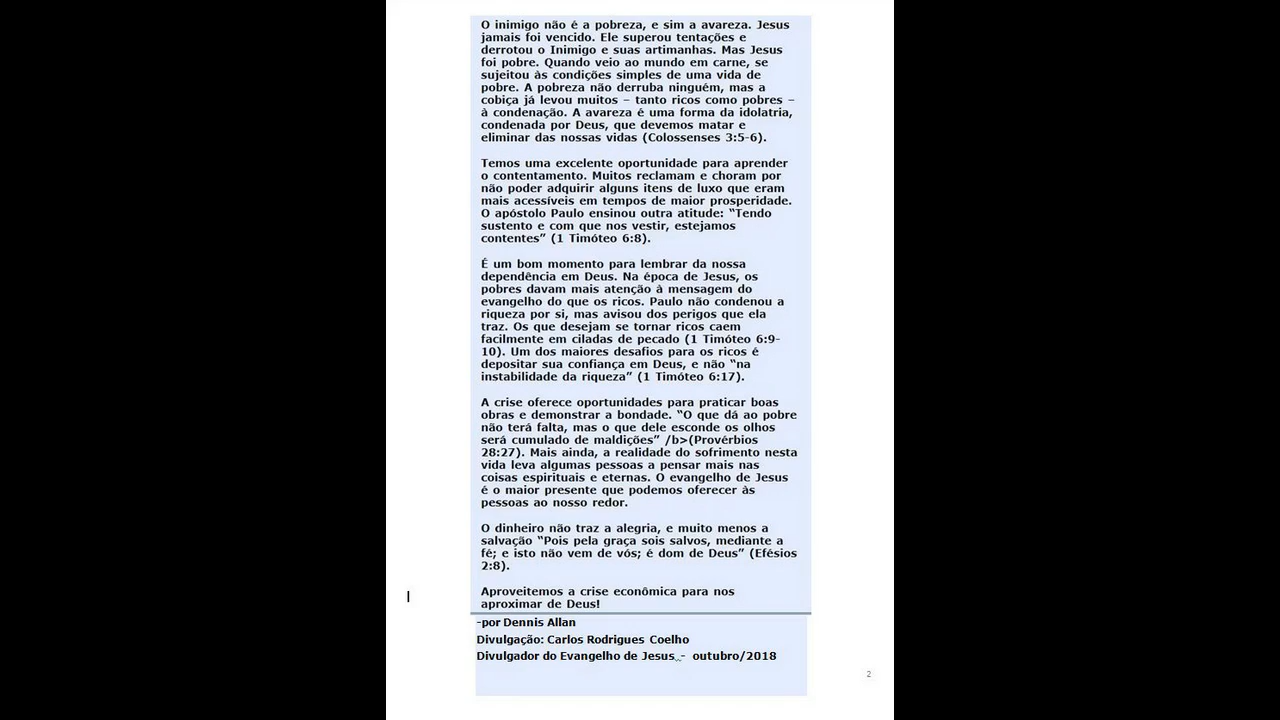 O inimigo não é a pobreza, e sim a avareza. Jesus
jamais foi vencido. Ele superou tentações e
derrotou o Inimigo e suas artimanhas. Mas Jesus
foi pobre. Quando veio ao mundo em carne, se
sujeitou às condições simples de uma vida de
pobre. A pobreza não derruba ninguém, mas a
cobiça já levou muitos – tanto ricos como pobres –
à condenação. A avareza é uma forma da idolatria,
condenada por Deus, que devemos matar e
eliminar das nossas vidas (Colossenses 3:5-6).
Temos uma excelente oportunidade para aprender
o contentamento. Muitos reclamam e choram por
não poder adquirir alguns itens de luxo que eram
mais acessíveis em tempos de maior prosperidade.
O apóstolo Paulo ensinou outra atitude: “Tendo
sustento e com que nos vestir, estejamos
contentes” (1 Timóteo 6:8).
É um bom momento para lembrar da nossa
dependência em Deus. Na época de Jesus, os
pobres davam mais atenção à mensagem do
evangelho do que os ricos. Paulo não condenou a
riqueza por si, mas avisou dos perigos que ela
traz. Os que desejam se tornar ricos caem
facilmente em ciladas de pecado (1 Timóteo 6:9-
10). Um dos maiores desafios para os ricos é
depositar sua confiança em Deus, e não “na
instabilidade da riqueza” (1 Timóteo 6:17).
A crise oferece oportunidades para praticar boas
obras e demonstrar a bondade. “O que dá ao pobre
não terá falta, mas o que dele esconde os olhos
será cumulado de maldições” /b>(Provérbios
28:27). Mais ainda, a realidade do sofrimento nesta
vida leva algumas pessoas a pensar mais nas
coisas espirituais e eternas. O evangelho de Jesus
é o maior presente que podemos oferecer às
pessoas ao nosso redor.
O dinheiro não traz a alegria, e muito menos a
salvação “Pois pela graça sois salvos, mediante a
fé; e isto não vem de vós; é dom de Deus” (Efésios
2:8).
Aproveitemos a crise econômica para nos
aproximar de Deus!
-por Dennis Allan
Divulgação: Carlos Rodrigues Coelho
Divulgador do Evangelho de Jesus - outubro/2018
2